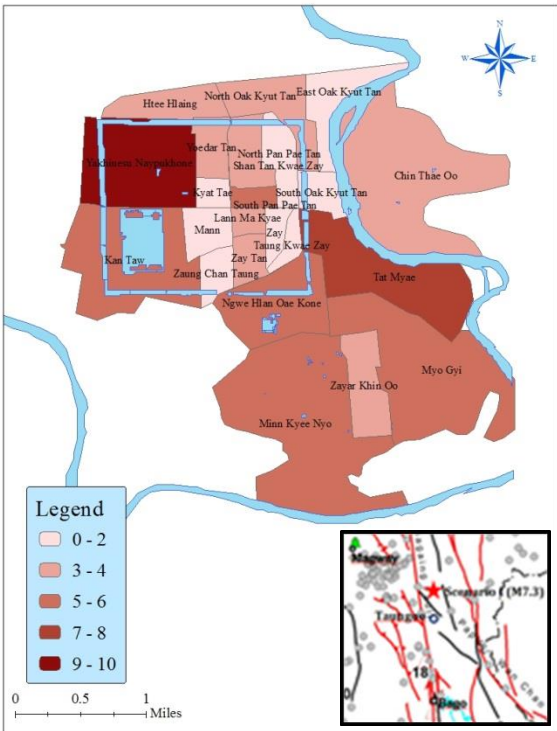 N
W E
S
East Oak Kyut Tan
North Oak Kyut Tan
Htee Hlaing
Yoedar Tan
North Pan Pae Tan
Yakhinesu Naypukhone
Shan Tan Kwae Zay
Chin Thae Oo
Kyat Tae
South Oak Kyut Tan
South Pan Pae Tan
Lann Ma Kyae
Mann
Zay
Taung Kwae Zay
Kan Taw
Zay Tan
Zaung Chan Taung
Tat Myae
Ngwe Hlan Oae Kone
Myo Gyi
Zayar Khin Oo
Minn Kyee Nyo
Legend
0 - 2
3 - 4
5 - 6
7 - 8
9 - 10
0 0.5 1
Miles
Magway
Scenario I (M7.3)
Taungoo
18
Bago